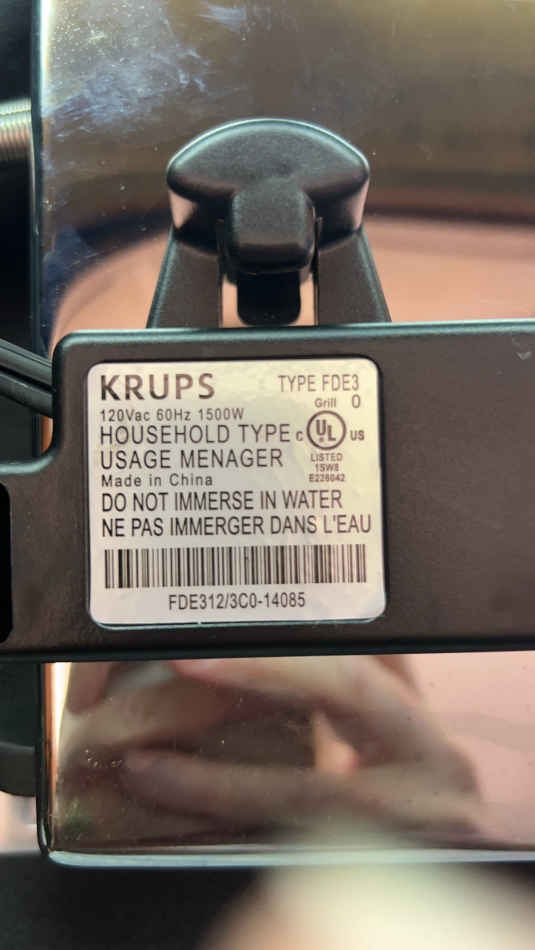 KRUPS TYPE FDE3
Grill 0
120Vac 60Hz 1500W
HOUSEHOLD TYPE c UL US
USAGE MENAGER LISTED
1SW8
Made in China E226042
DO NOT IMMERSE IN WATER
NE PAS IMMERGER DANS L'EAU
FDE312/3C0-14085